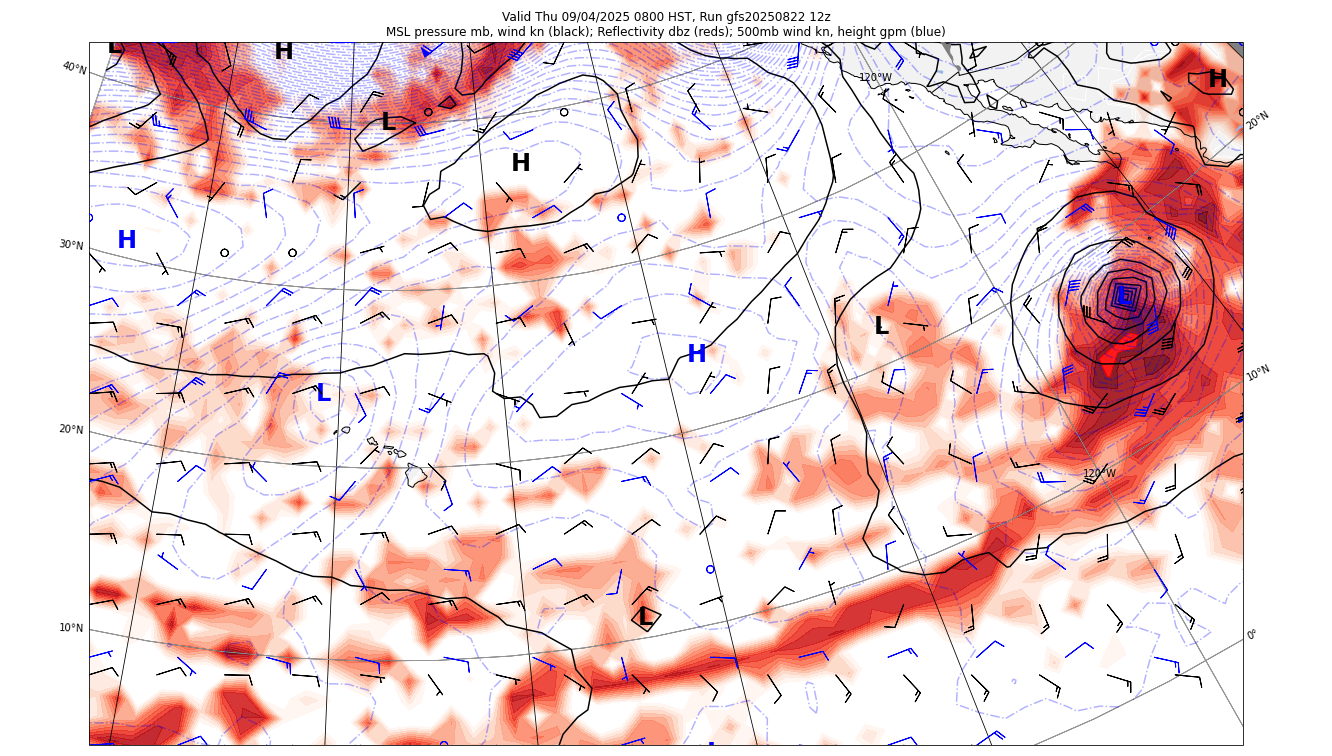 Valid Thu 09/04/2025 0800 HST, Run gfs20250822 12z
MSL pressure mb, wind kn (black); Reflectivity dbz (reds); 500mb wind kn, height gpm (blue)
L
H
40°N
120°W
H
20°N
L
H
H
30°N
L
L
H
L
10°N
20°N
120°W
L
10°N
0°